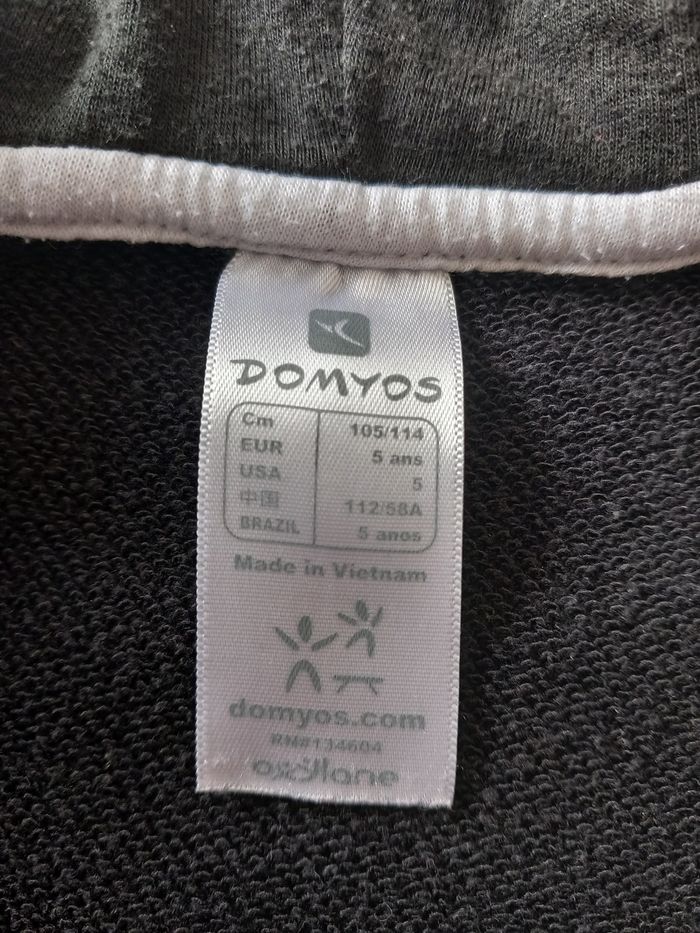 DOMYOS
Cm 105/114
EUR 5 ans
USA 5
中国 112/58A
BRAZIL 5 anos
Made in Vietnam
domyos.com
RN#134604
oxylane